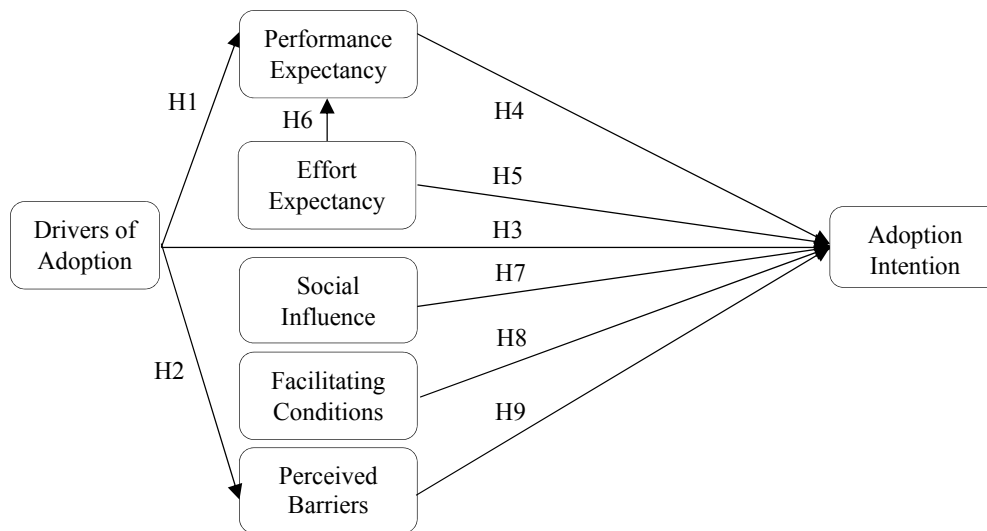 Performance
Expectancy
H1
H4
H6
Effort
Expectancy
H5
Drivers of
Adoption
H3
Adoption
Intention
Social
Influence
H7
H2
Facilitating
Conditions
H8
H9
Perceived
Barriers